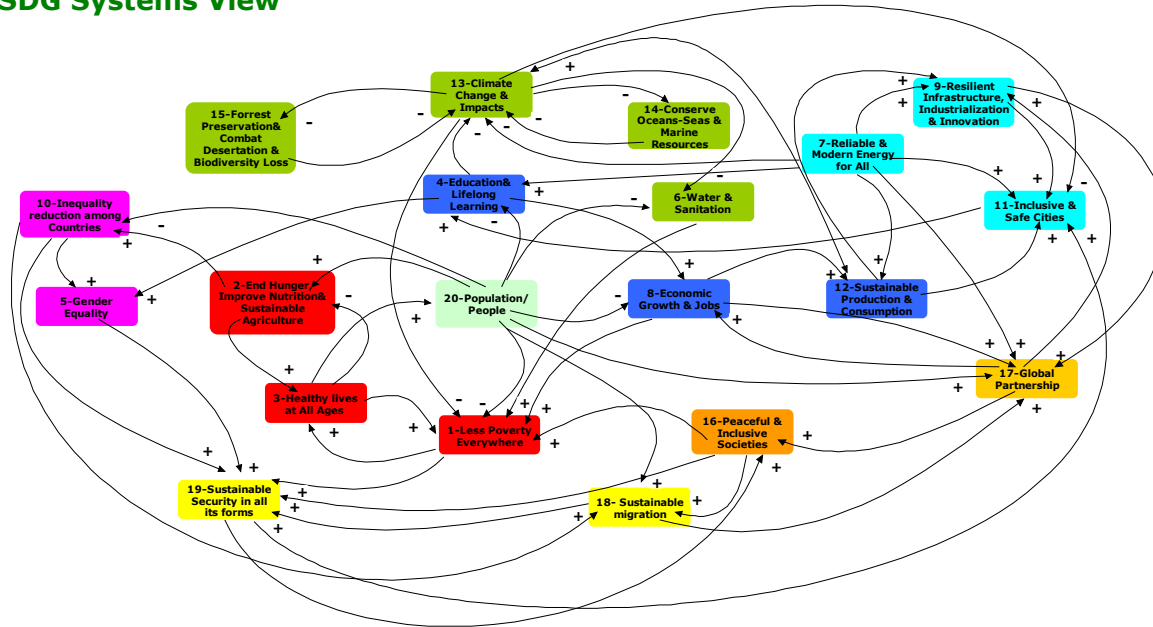 SDG Systems View
13-Climate
Change &
Impacts
15-Forrest
Preservation&
Combat
Desertation &
Biodiversity Loss
14-Conserve
Oceans-Seas &
Marine
Resources
9-Resilient
Infrastructure,
Industrialization
& Innovation
7-Reliable &
Modern Energy
for All
4-Education&
Lifelong
Learning
6-Water &
Sanitation
10-Inequality
reduction among
Countries
11-Inclusive &
Safe Cities
5-Gender
Equality
2-End Hunger,
Improve Nutrition&
Sustainable
Agriculture
20-Population/
People
8-Economic
Growth & Jobs
12-Sustainable
Production &
Consumption
17-Global
Partnership
3-Healthy lives
at All Ages
1-Less Poverty
Everywhere
16-Peaceful &
Inclusive
Societies
19-Sustainable
Security in all
its forms
18- Sustainable
migration